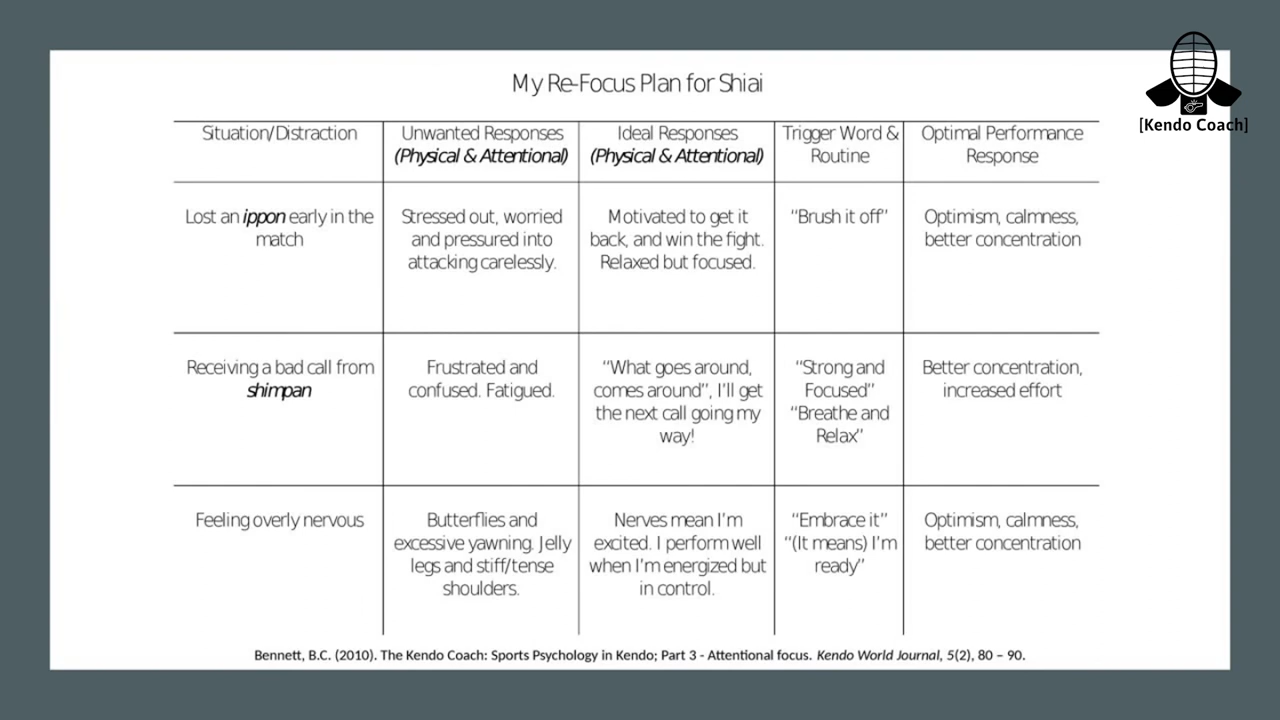 My Re-Focus Plan for Shiai
[Kendo Coach]
Situation/Distraction
Unwanted Responses
(Physical & Attentional)
Ideal Responses
(Physical & Attentional)
Trigger Word &
Routine
Optimal Performance
Response
Lost an ippon early in the
match
Stressed out, worried
and pressured into
attacking carelessly.
Motivated to get it
back, and win the fight.
Relaxed but focused.
“Brush it off”
Optimism, calmness,
better concentration
Receiving a bad call from
shimpan
Frustrated and
confused. Fatigued.
“What goes around,
comes around”, I’ll get
the next call going my
way!
“Strong and
Focused”
“Breathe and
Relax”
Better concentration,
increased effort
Feeling overly nervous
Butterflies and
excessive yawning. Jelly
legs and stiff/tense
shoulders.
Nerves mean I’m
excited. I perform well
when I’m energized but
in control.
“Embrace it”
“(It means) I’m
ready”
Optimism, calmness,
better concentration
Bennett, B.C. (2010). The Kendo Coach: Sports Psychology in Kendo; Part 3 - Attentional focus. Kendo World Journal, 5(2), 80 – 90.